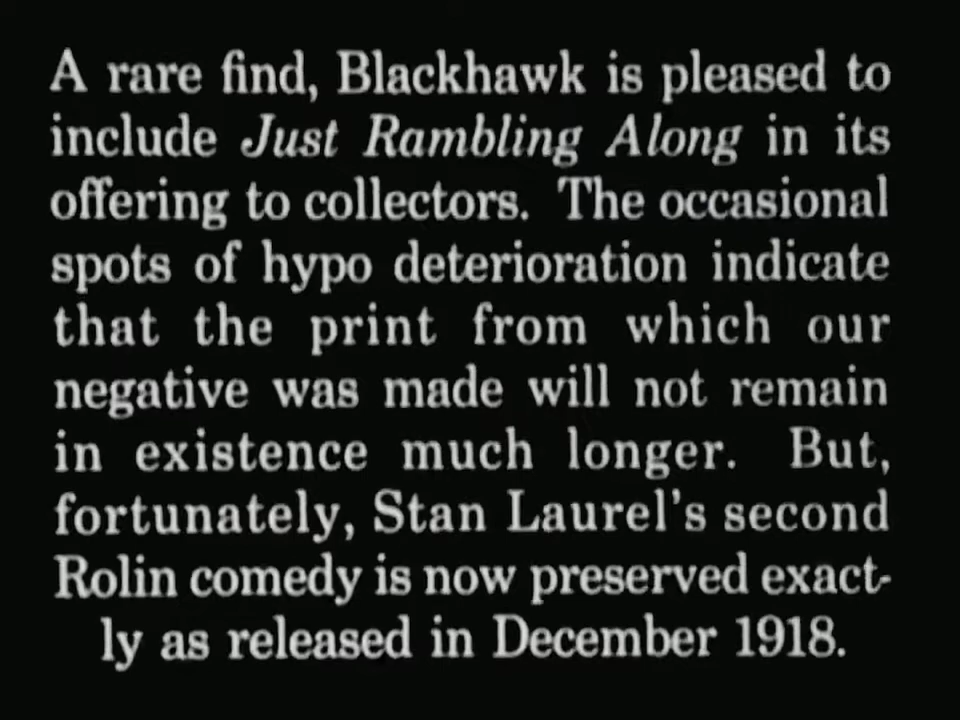 A rare find, Blackhawk is pleased to
include Just Rambling Along in its
offering to collectors. The occasional
spots of hypo deterioration indicate
that the print from which our
negative was made will not remain
in existence much longer. But,
fortunately, Stan Laurel's second
Rolin comedy is now preserved exact-
ly as released in December 1918.